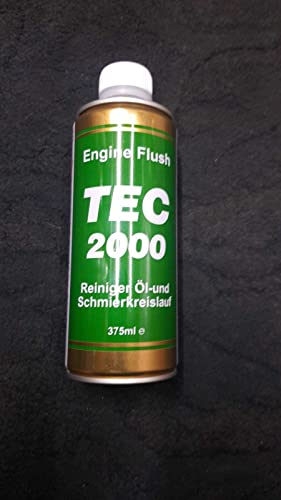 Engine Flush
TEC
2000
Reiniger Öl-und
Schmierkreislauf
375ml ℮